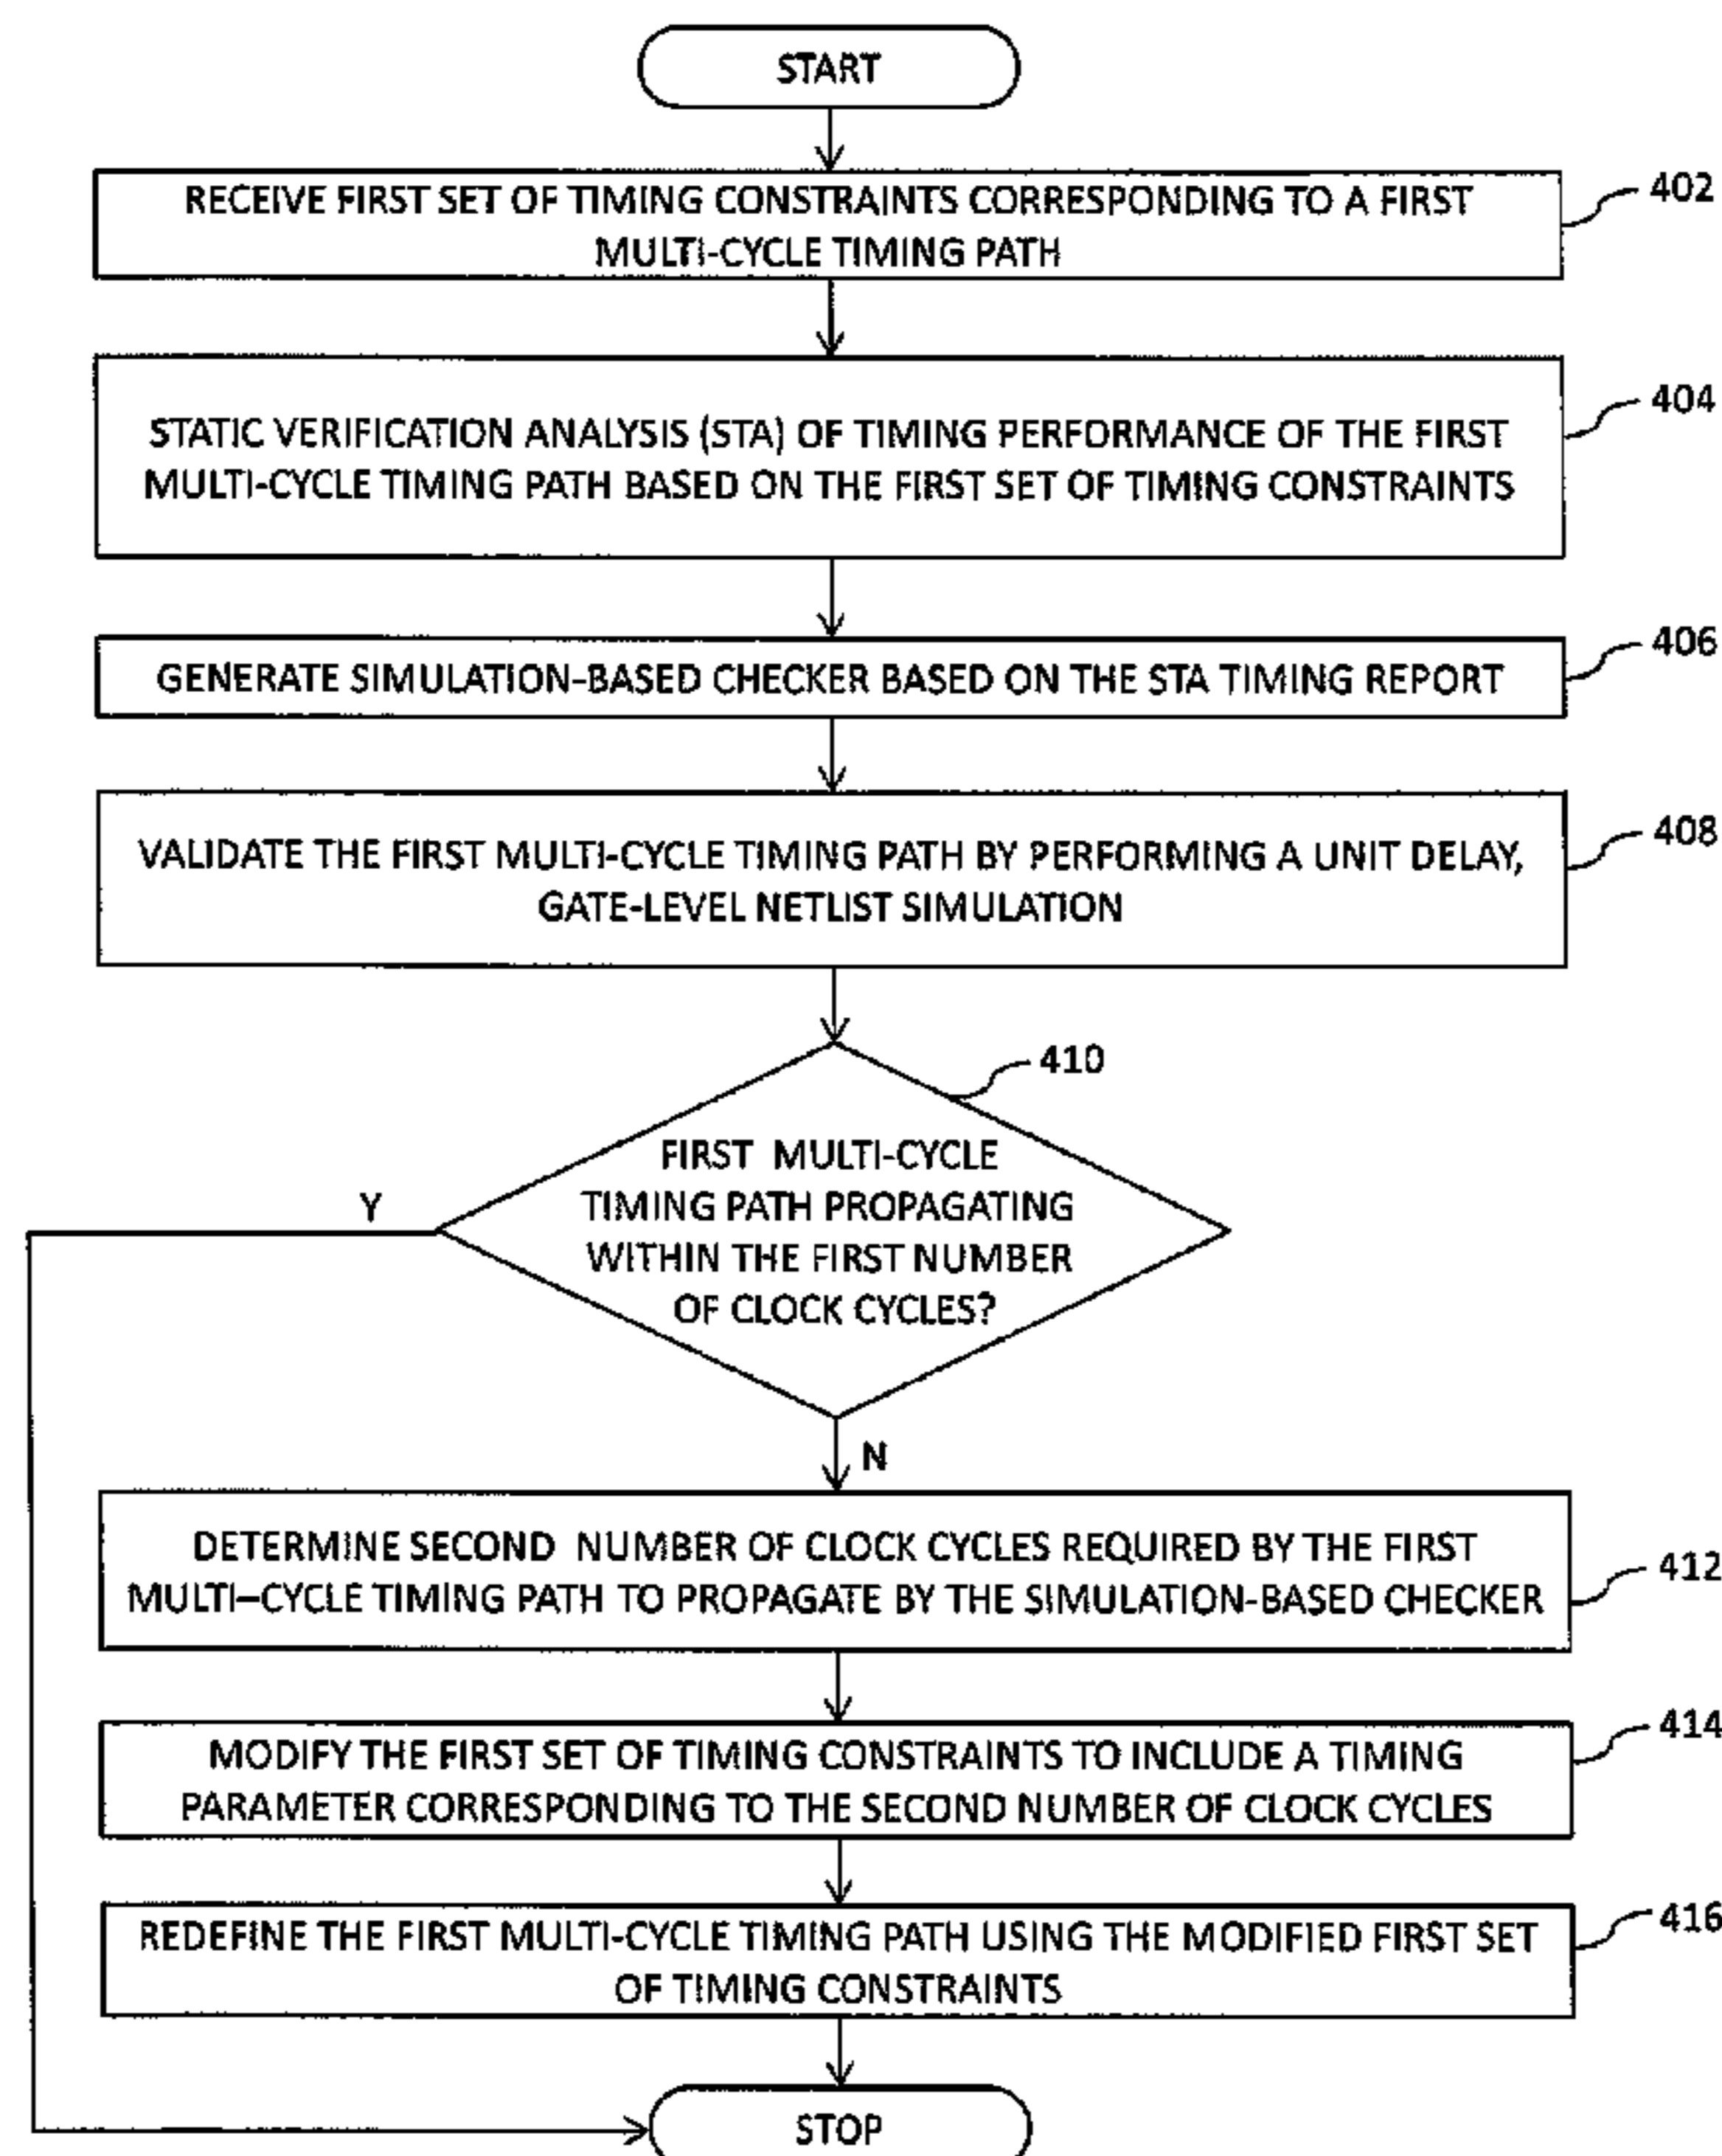 START
RECEIVE FIRST SET OF TIMING CONSTRAINTS CORRESPONDING TO A FIRST
MULTI-CYCLE TIMING PATH
402
STATIC VERIFICATION ANALYSIS (STA) OF TIMING PERFORMANCE OF THE FIRST
MULTI-CYCLE TIMING PATH BASED ON THE FIRST SET OF TIMING CONSTRAINTS
404
GENERATE SIMULATION-BASED CHECKER BASED ON THE STA TIMING REPORT
406
VALIDATE THE FIRST MULTI-CYCLE TIMING PATH BY PERFORMING A UNIT DELAY,
GATE-LEVEL NETLIST SIMULATION
408
410
FIRST MULTI-CYCLE
TIMING PATH PROPAGATING
WITHIN THE FIRST NUMBER
OF CLOCK CYCLES?
Y
N
DETERMINE SECOND NUMBER OF CLOCK CYCLES REQUIRED BY THE FIRST
MULTI–CYCLE TIMING PATH TO PROPAGATE BY THE SIMULATION-BASED CHECKER
412
MODIFY THE FIRST SET OF TIMING CONSTRAINTS TO INCLUDE A TIMING
PARAMETER CORRESPONDING TO THE SECOND NUMBER OF CLOCK CYCLES
414
REDEFINE THE FIRST MULTI-CYCLE TIMING PATH USING THE MODIFIED FIRST SET
OF TIMING CONSTRAINTS
416
STOP